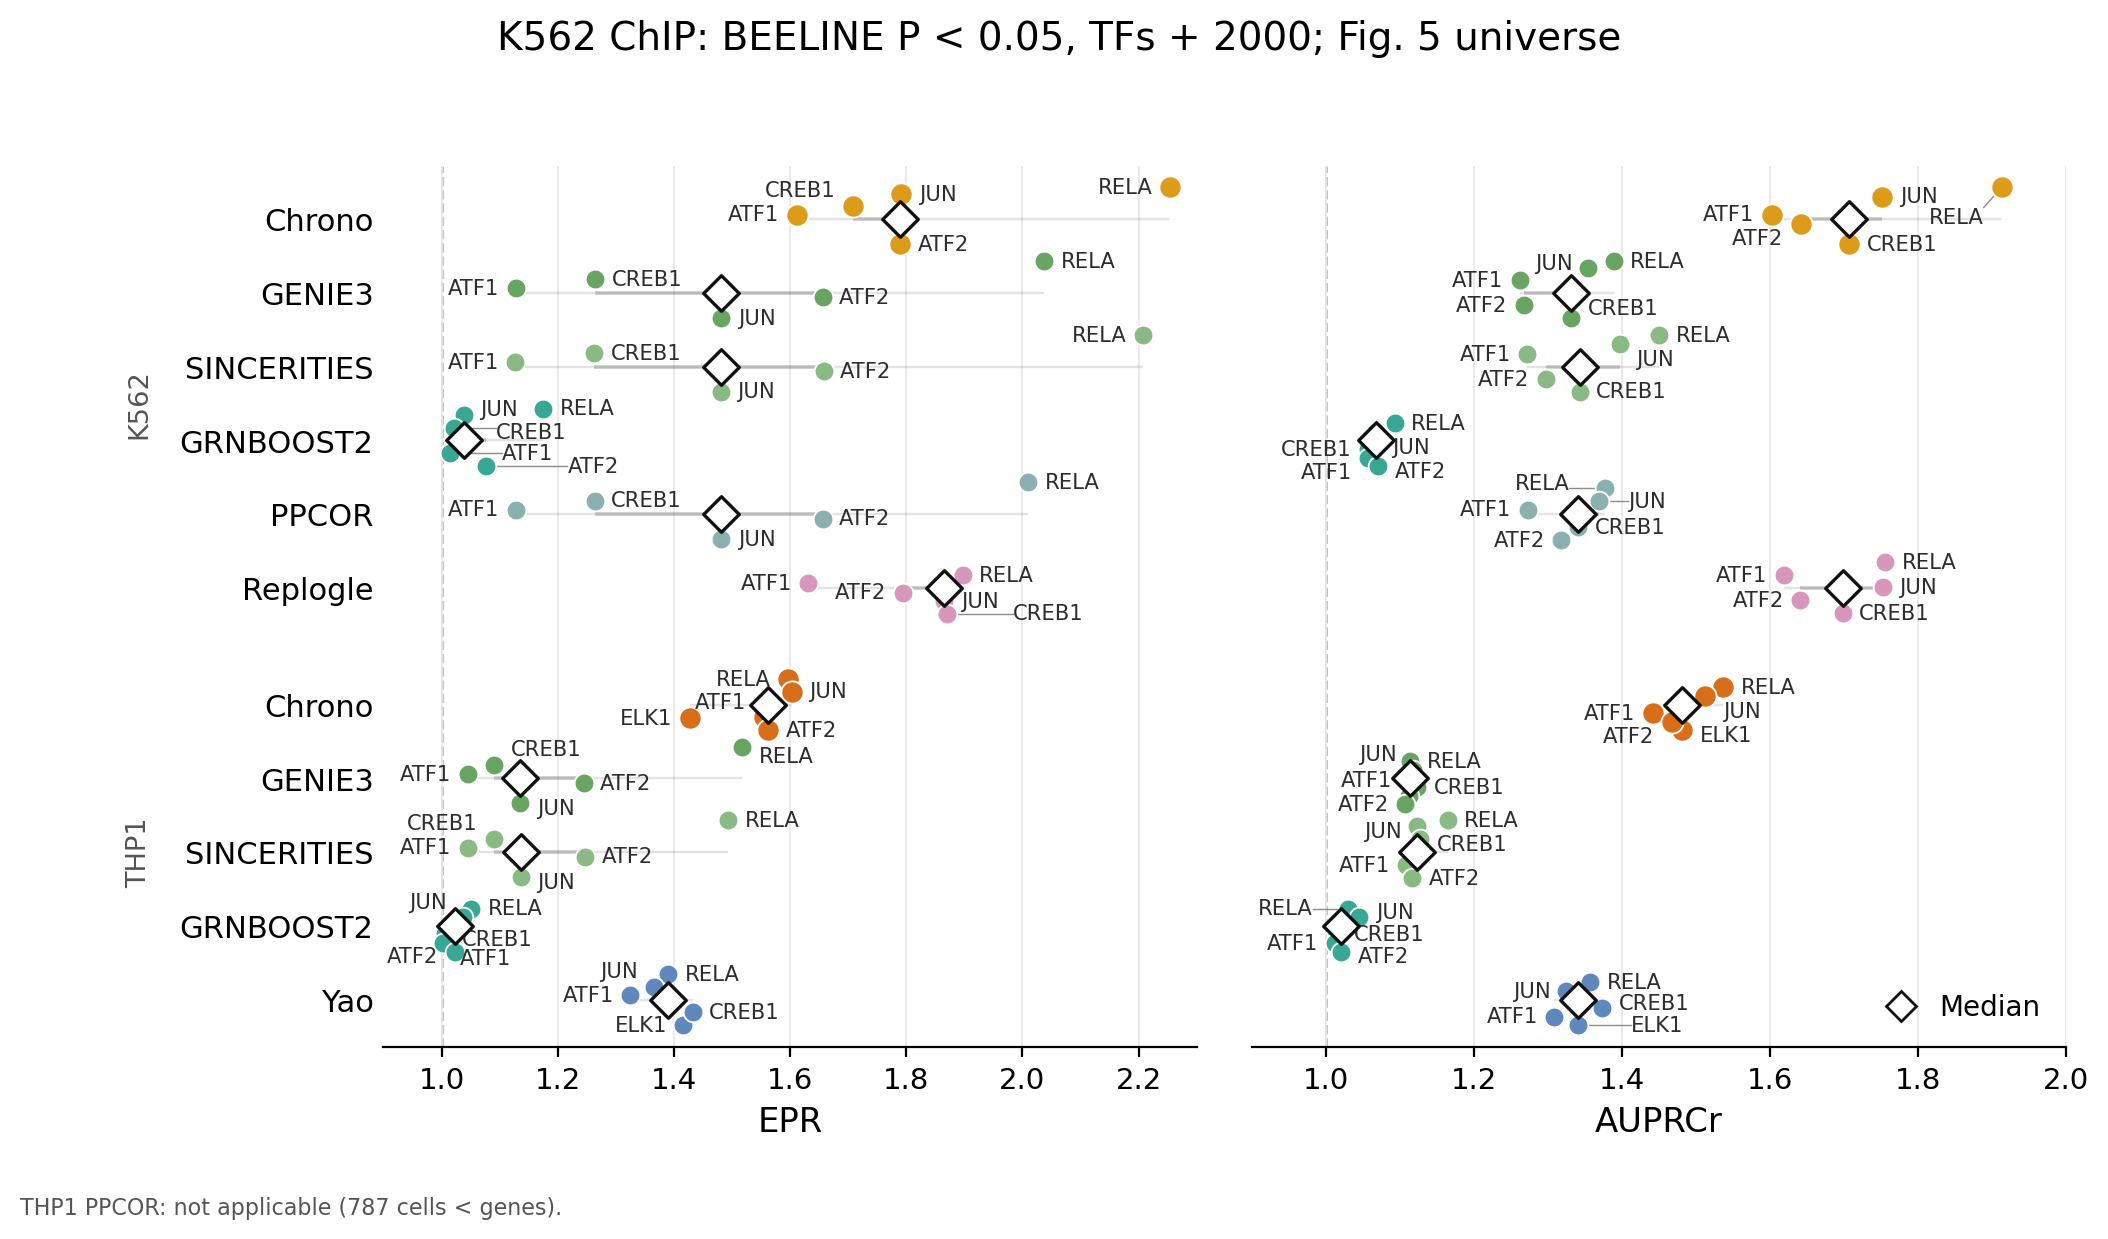 K562 ChIP: BEELINE P < 0.05, TFs + 2000; Fig. 5 universe
K562
Chrono
CREB1
JUN
RELA
ATF1
ATF2
JUN
ATF1
RELA
ATF2
CREB1
GENIE3
RELA
ATF1
CREB1
ATF2
JUN
JUN
RELA
ATF1
ATF2
CREB1
SINCERITIES
RELA
ATF1
CREB1
ATF2
JUN
RELA
ATF1
JUN
ATF2
CREB1
GRNBOOST2
JUN
RELA
CREB1
ATF1
ATF2
RELA
CREB1
JUN
ATF1
ATF2
PPCOR
RELA
ATF1
CREB1
ATF2
JUN
RELA
JUN
ATF1
CREB1
ATF2
Replogle
RELA
ATF1
ATF2
JUN
CREB1
RELA
ATF1
JUN
ATF2
CREB1
THP1
Chrono
RELA
JUN
ATF1
ELK1
ATF2
RELA
JUN
ATF1
ATF2
ELK1
GENIE3
CREB1
RELA
ATF1
ATF2
JUN
JUN
RELA
ATF1
CREB1
ATF2
SINCERITIES
CREB1
RELA
ATF1
ATF2
JUN
RELA
JUN
CREB1
ATF1
ATF2
GRNBOOST2
JUN
RELA
CREB1
ATF2
ATF1
RELA
JUN
CREB1
ATF1
ATF2
Yao
JUN
RELA
ATF1
CREB1
ELK1
RELA
JUN
CREB1
ATF1
ELK1
Median
1.0 1.2 1.4 1.6 1.8 2.0 2.2
EPR
1.0 1.2 1.4 1.6 1.8 2.0
AUPRCr
THP1 PPCOR: not applicable (787 cells < genes).